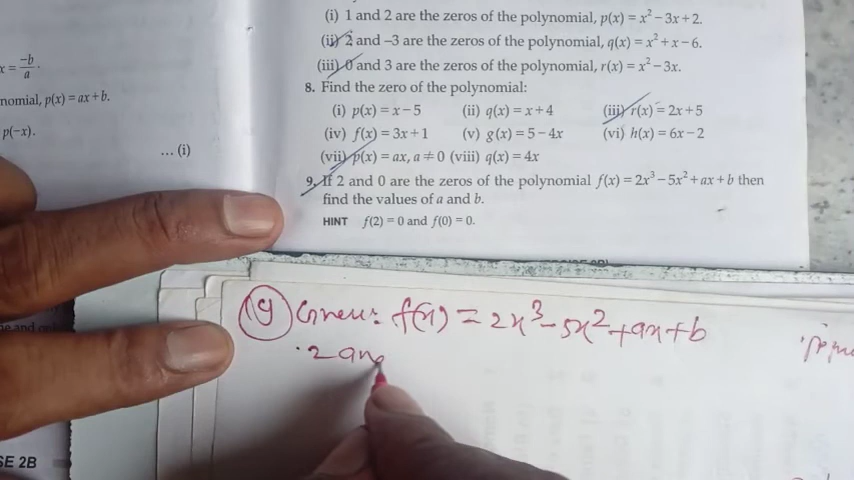 (i) 1 and 2 are the zeros of the polynomial, p(x) = x² − 3x + 2.
(ii) 2 and −3 are the zeros of the polynomial, q(x) = x² + x − 6.
(iii) 0 and 3 are the zeros of the polynomial, r(x) = x² − 3x.
8. Find the zero of the polynomial:
(i) p(x) = x − 5 (ii) q(x) = x + 4 (iii) r(x) = 2x + 5
(iv) f(x) = 3x + 1 (v) g(x) = 5 − 4x (vi) h(x) = 6x − 2
(vii) p(x) = ax, a ≠ 0 (viii) q(x) = 4x
9. If 2 and 0 are the zeros of the polynomial f(x) = 2x³ − 5x² + ax + b then
find the values of a and b.
HINT f(2) = 0 and f(0) = 0.
x = −b/a.
nomial, p(x) = ax + b.
p(−x).
... (i)
SE 2B
9 Given: f(x) = 2x³ − 5x² + ax + b
2 an